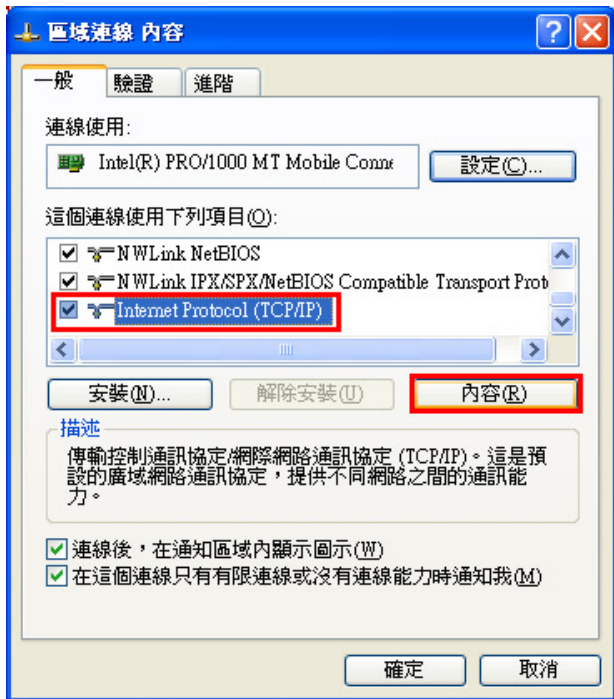 區域連線 內容
一般 驗證 進階
連線使用:
Intel(R) PRO/1000 MT Mobile Conne
設定(C)...
這個連線使用下列項目(O):
NWLink NetBIOS
NWLink IPX/SPX/NetBIOS Compatible Transport Prot
Internet Protocol (TCP/IP)
安裝(N)... 解除安裝(U) 內容(R)
描述
傳輸控制通訊協定/網際網路通訊協定 (TCP/IP)。這是預
設的廣域網路通訊協定，提供不同網路之間的通訊能
力。
連線後，在通知區域內顯示圖示(W)
在這個連線只有有限連線或沒有連線能力時通知我(M)
確定 取消